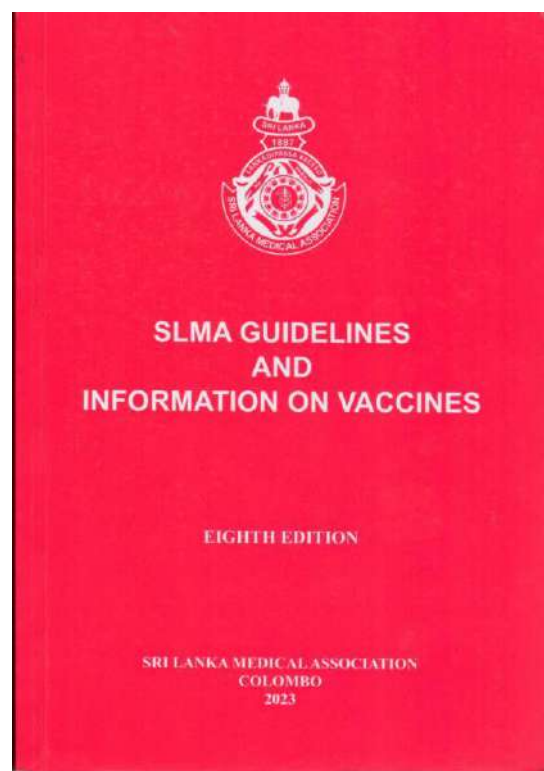 SRI LANKA
1887
SRI LANKA MEDICAL ASSOCIATION
SLMA GUIDELINES
AND
INFORMATION ON VACCINES
EIGHTH EDITION
SRI LANKA MEDICAL ASSOCIATION
COLOMBO
2023